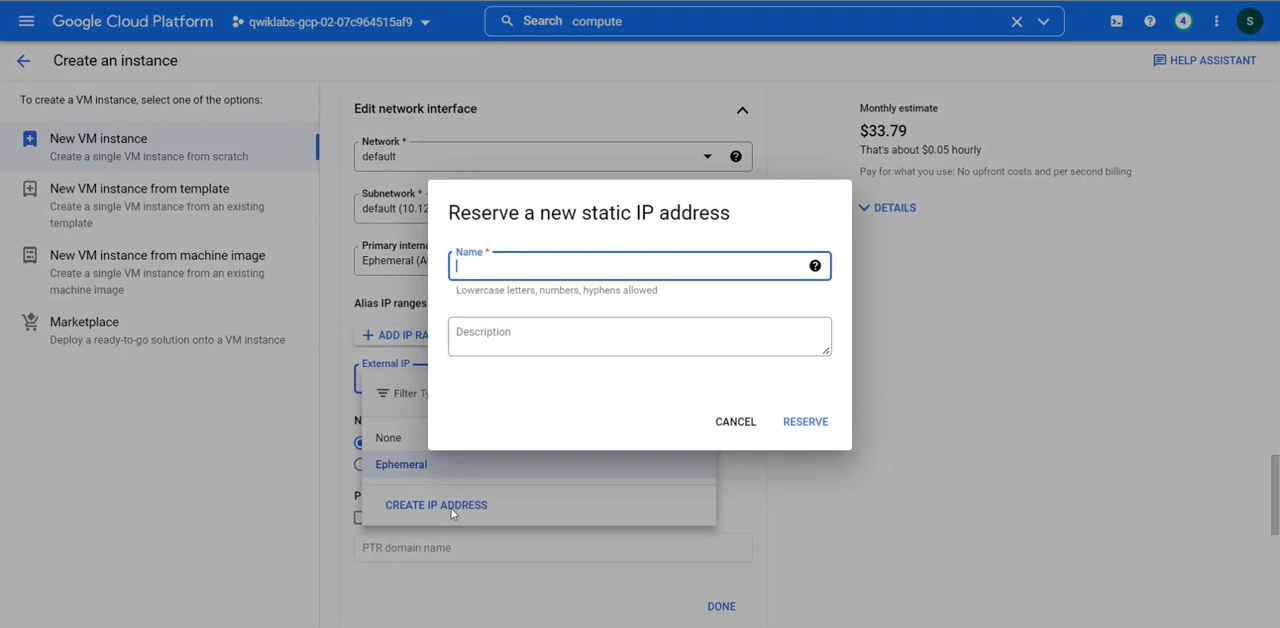 Google Cloud Platform
qwiklabs-gcp-02-07c964515af9
Search compute
4
S
Create an instance
HELP ASSISTANT
To create a VM instance, select one of the options:
New VM instance
Create a single VM instance from scratch
New VM instance from template
Create a single VM instance from an existing
template
New VM instance from machine image
Create a single VM instance from an existing
machine image
Marketplace
Deploy a ready-to-go solution onto a VM instance
Edit network interface
Network *
default
Subnetwork *
default (10.12
Primary interna
Ephemeral (A
Alias IP ranges
ADD IP RA
External IP
Filter Ty
None
Ephemeral
CREATE IP ADDRESS
N
P
PTR domain name
DONE
Reserve a new static IP address
Name *
Lowercase letters, numbers, hyphens allowed
Description
CANCEL
RESERVE
Monthly estimate
$33.79
That's about $0.05 hourly
Pay for what you use: No upfront costs and per second billing
DETAILS